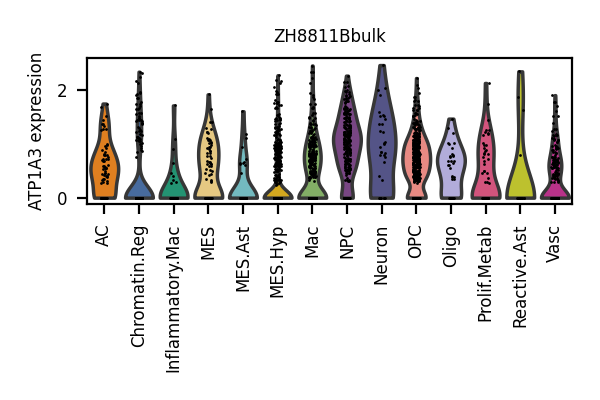 ZH8811Bbulk
ATP1A3 expression
2
0
AC
Chromatin.Reg
Inflammatory.Mac
MES
MES.Ast
MES.Hyp
Mac
NPC
Neuron
OPC
Oligo
Prolif.Metab
Reactive.Ast
Vasc